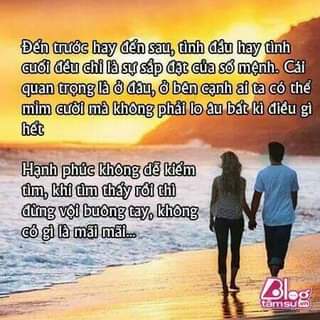 Đến trước hay đến sau, tình đầu hay tình
cuối đều chỉ là sự sắp đặt của số mệnh. Cái
quan trọng là ở đâu, ở bên cạnh ai ta có thể
mỉm cười mà không phải lo âu bất kì điều gì
hết
Hạnh phúc không dễ kiếm
tìm, khi tìm thấy rồi thì
đừng vội buông tay, không
có gì là mãi mãi...
Blog
tamsu.vn